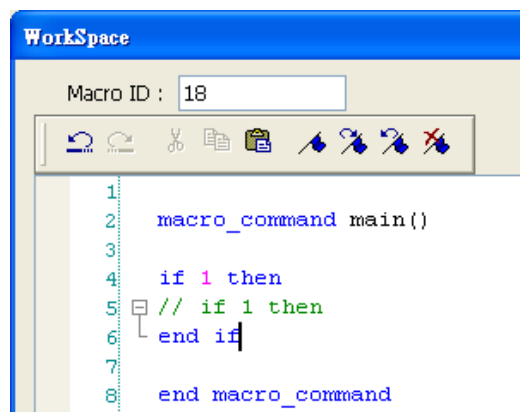 WorkSpace
Macro ID : 18
1
2 macro_command main()
3
4 if 1 then
5 // if 1 then
6 end if
7
8 end macro_command